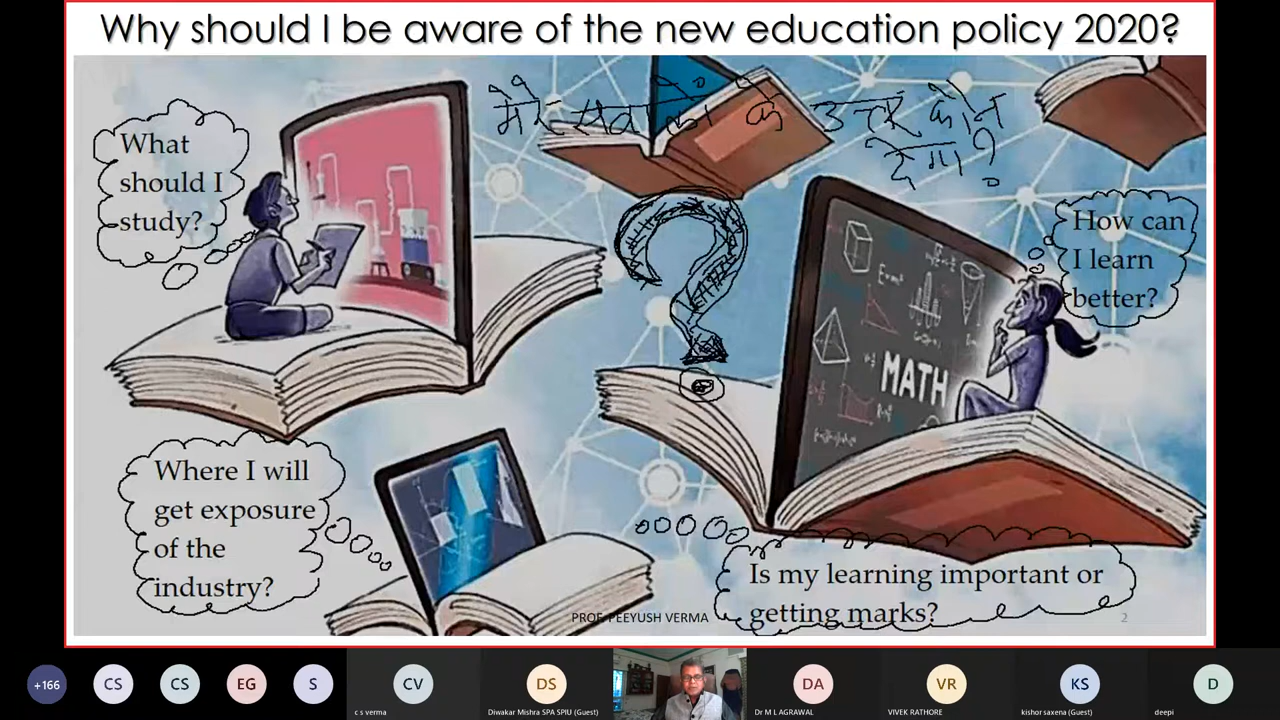 Why should I be aware of the new education policy 2020?
मेरे सवालों के उत्तर कौन
देगा?
What
should I
study?
How can
I learn
better?
E=mc²
MATH
Where I will
get exposure
of the
industry?
Is my learning important or
getting marks?
PROF. PEEYUSH VERMA
2
+166
CS
CS
EG
S
CV
c s verma
DS
Diwakar Mishra SPA SPIU (Guest)
DA
Dr M L AGRAWAL
VR
VIVEK RATHORE
KS
kishor saxena (Guest)
D
deepi